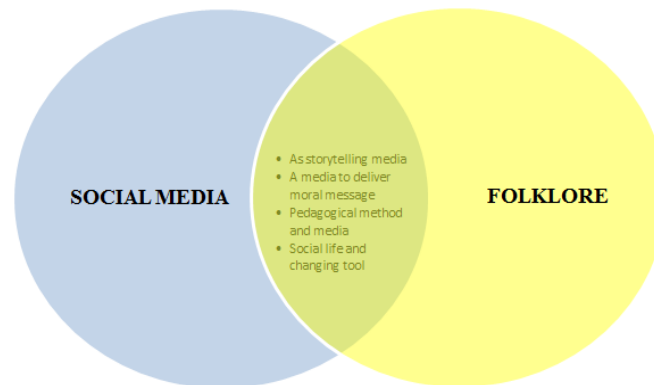 SOCIAL MEDIA
• As storytelling media
• A media to deliver
moral message
• Pedagogical method
and media
• Social life and
changing tool
FOLKLORE